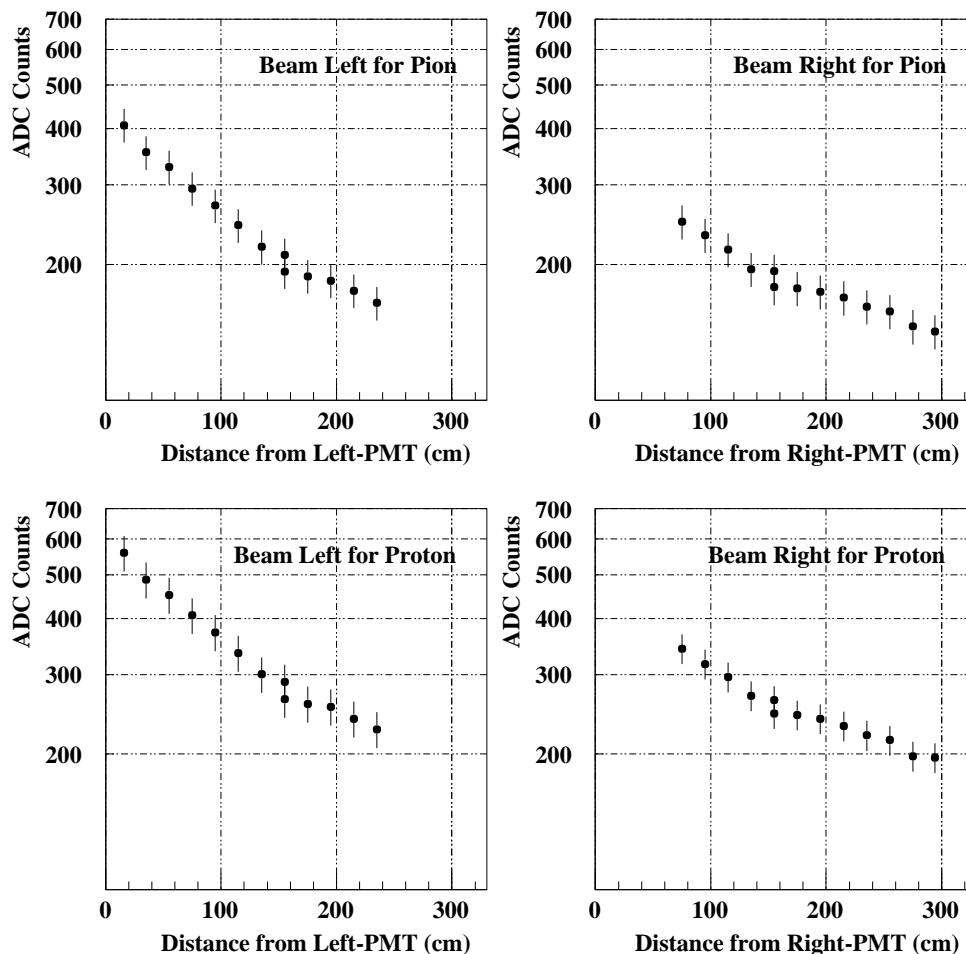 700
600
500
400
300
200
ADC Counts
Beam Left for Pion
0 100 200 300
Distance from Left-PMT (cm)
700
600
500
400
300
200
ADC Counts
Beam Right for Pion
0 100 200 300
Distance from Right-PMT (cm)
700
600
500
400
300
200
ADC Counts
Beam Left for Proton
0 100 200 300
Distance from Left-PMT (cm)
700
600
500
400
300
200
ADC Counts
Beam Right for Proton
0 100 200 300
Distance from Right-PMT (cm)